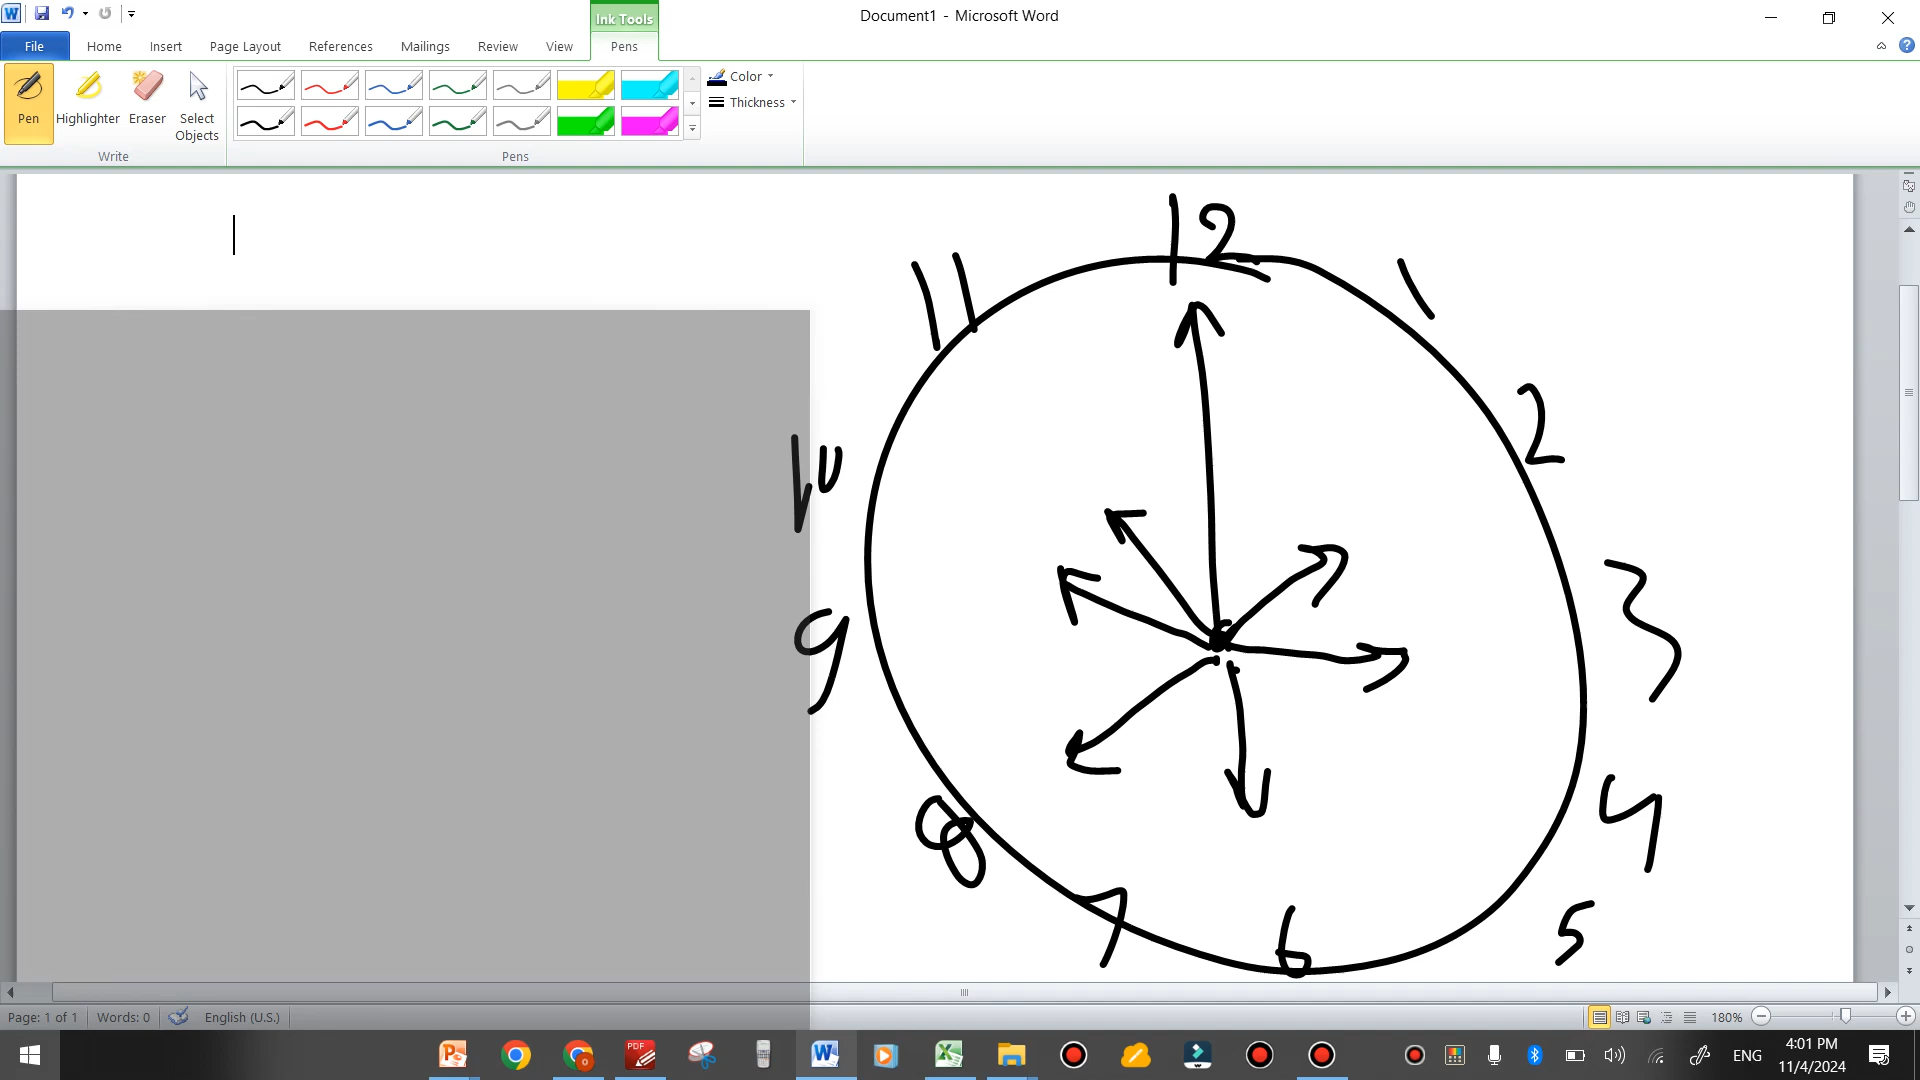 Document1 - Microsoft Word
Ink Tools
File Home Insert Page Layout References Mailings Review View Pens
Pen Highlighter Eraser Select Objects
Color
Thickness
Write Pens
12
11 1
2
10
3
9
4
8
5
7 6
Page: 1 of 1 Words: 0 English (U.S.) 180%
PDF
ENG
4:01 PM
11/4/2024